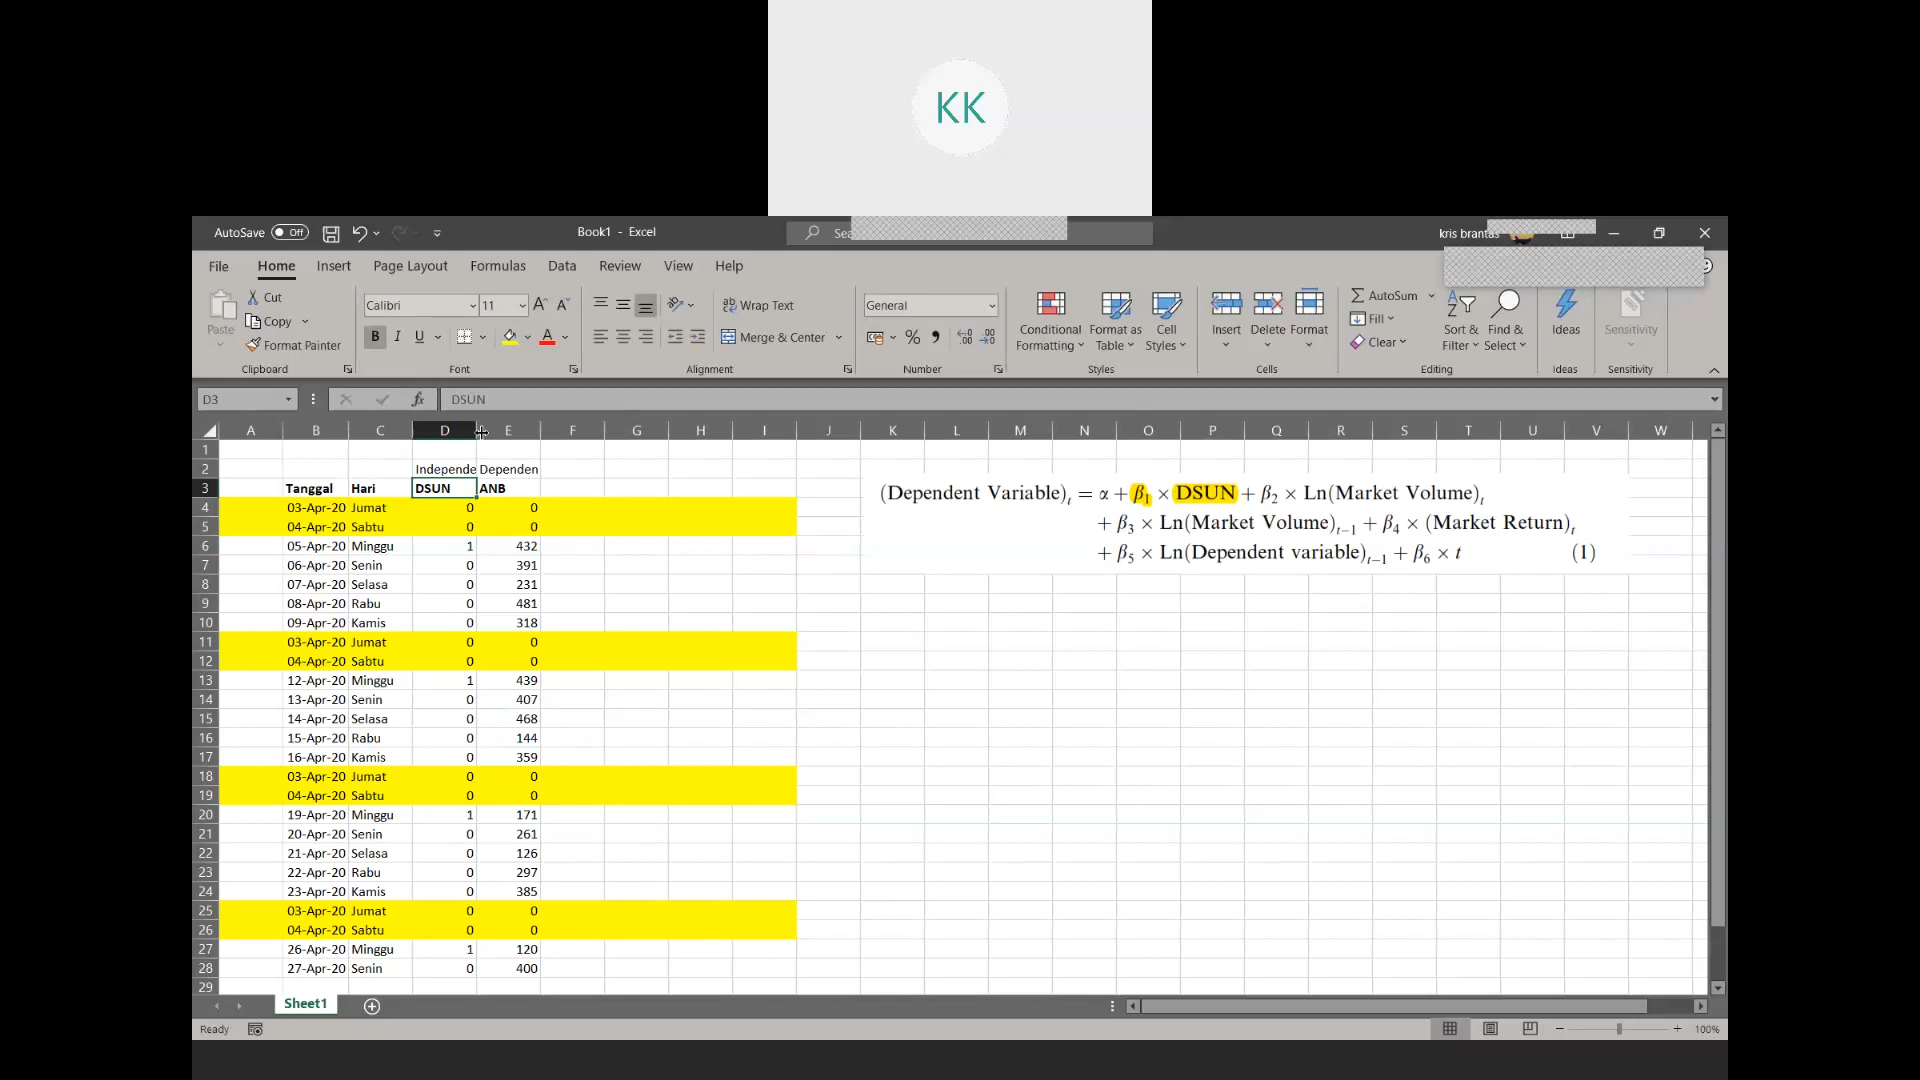 KK
AutoSave Off Book1 - Excel Sea kris brantas
File Home Insert Page Layout Formulas Data Review View Help
Paste Cut Copy Format Painter Clipboard
Calibri 11 B I U Font
Wrap Text Merge & Center Alignment
General % Number
Conditional Formatting Format as Table Cell Styles Styles
Insert Delete Format Cells
AutoSum Fill Clear Sort & Filter Find & Select Editing
Ideas Ideas
Sensitivity Sensitivity
D3 fx DSUN
A B C D E F G H I J K L M N O P Q R S T U V W
1
2 Independe Dependen
3 Tanggal Hari DSUN ANB
4 03-Apr-20 Jumat 0 0
5 04-Apr-20 Sabtu 0 0
6 05-Apr-20 Minggu 1 432
7 06-Apr-20 Senin 0 391
8 07-Apr-20 Selasa 0 231
9 08-Apr-20 Rabu 0 481
10 09-Apr-20 Kamis 0 318
11 03-Apr-20 Jumat 0 0
12 04-Apr-20 Sabtu 0 0
13 12-Apr-20 Minggu 1 439
14 13-Apr-20 Senin 0 407
15 14-Apr-20 Selasa 0 468
16 15-Apr-20 Rabu 0 144
17 16-Apr-20 Kamis 0 359
18 03-Apr-20 Jumat 0 0
19 04-Apr-20 Sabtu 0 0
20 19-Apr-20 Minggu 1 171
21 20-Apr-20 Senin 0 261
22 21-Apr-20 Selasa 0 126
23 22-Apr-20 Rabu 0 297
24 23-Apr-20 Kamis 0 385
25 03-Apr-20 Jumat 0 0
26 04-Apr-20 Sabtu 0 0
27 26-Apr-20 Minggu 1 120
28 27-Apr-20 Senin 0 400
29
(Dependent Variable)t = α + β1 × DSUN + β2 × Ln(Market Volume)t
+ β3 × Ln(Market Volume)t−1 + β4 × (Market Return)t
+ β5 × Ln(Dependent variable)t−1 + β6 × t (1)
Sheet1
Ready 100%